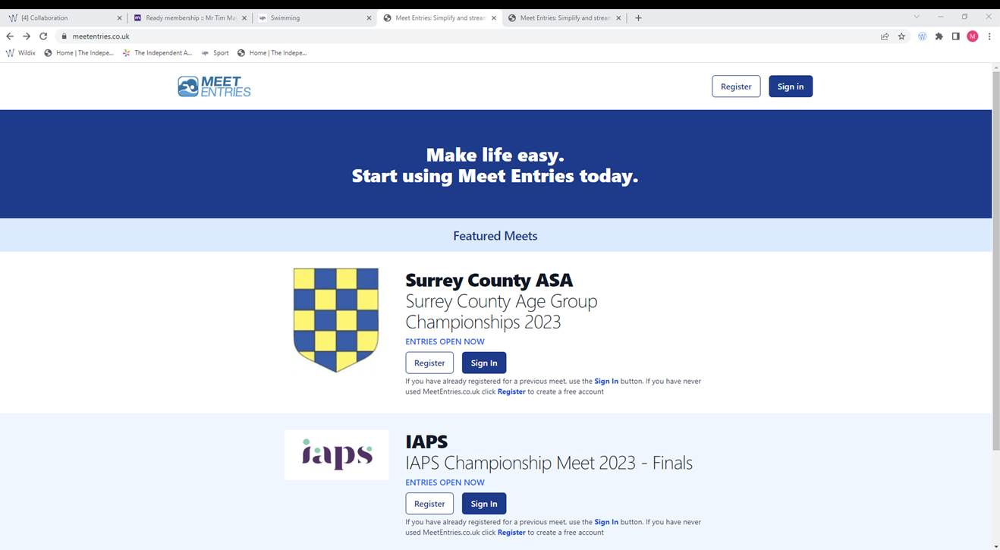 [4] Collaboration
Ready membership :: Mr Tim May
Swimming
Meet Entries: Simplify and stream
Meet Entries: Simplify and stream
meetentries.co.uk
M
Wildix
Home | The Indepe...
The Independent A...
Sport
Home | The Indepe...
MEET
ENTRIES
Register
Sign in
Make life easy.
Start using Meet Entries today.
Featured Meets
Surrey County ASA
Surrey County Age Group
Championships 2023
ENTRIES OPEN NOW
Register
Sign In
If you have already registered for a previous meet, use the Sign In button. If you have never
used MeetEntries.co.uk click Register to create a free account
iaps
IAPS
IAPS Championship Meet 2023 - Finals
ENTRIES OPEN NOW
Register
Sign In
If you have already registered for a previous meet, use the Sign In button. If you have never
used MeetEntries.co.uk click Register to create a free account